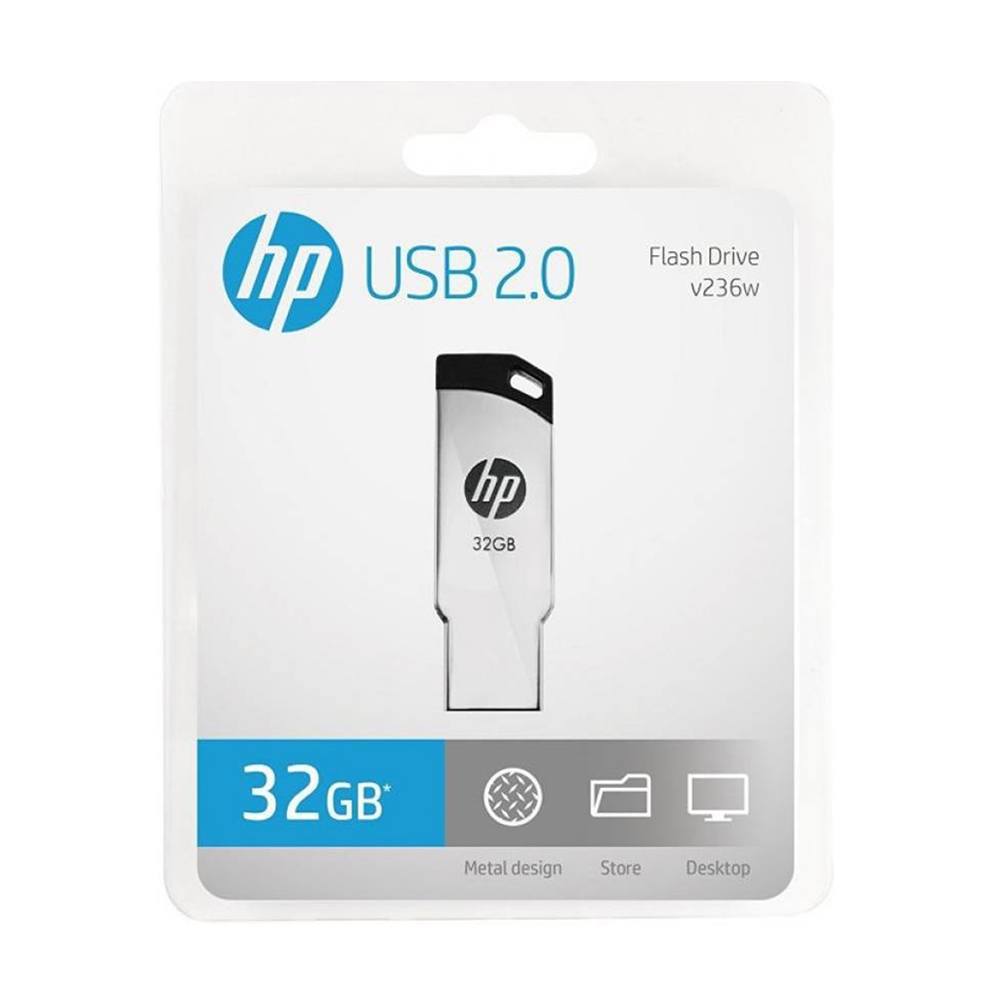 hp USB 2.0
Flash Drive
v236w
hp
32GB
32GB*
Metal design
Store
Desktop